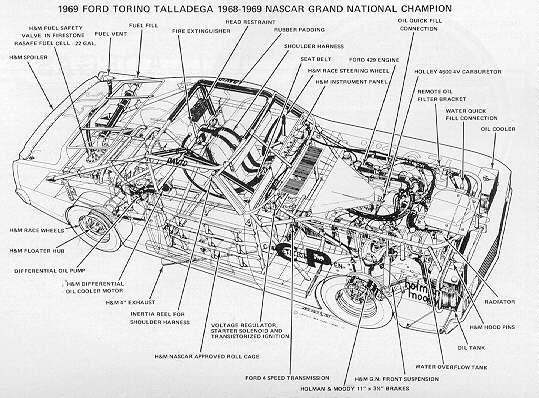 1969 FORD TORINO TALLADEGA 1968-1969 NASCAR GRAND NATIONAL CHAMPION
H&M FUEL SAFETY
VALVE IN FIRESTONE
RASAFE FUEL CELL - 22 GAL.
FUEL VENT
FUEL FILL
FIRE EXTINGUISHER
HEAD RESTRAINT
RUBBER PADDING
SHOULDER HARNESS
SEAT BELT
H&M RACE STEERING WHEEL
H&M INSTRUMENT PANEL
FORD 429 ENGINE
OIL QUICK FILL
CONNECTION
HOLLEY 4500 4V CARBURETOR
REMOTE OIL
FILTER BRACKET
WATER QUICK
FILL CONNECTION
OIL COOLER
H&M SPOILER
DAVID
H&M RACE WHEELS
H&M FLOATER HUB
DIFFERENTIAL OIL PUMP
H&M DIFFERENTIAL
OIL COOLER MOTOR
H&M 4" EXHAUST
INERTIA REEL FOR
SHOULDER HARNESS
H&M NASCAR APPROVED ROLL CAGE
VOLTAGE REGULATOR,
STARTER SOLENOID AND
TRANSISTORIZED IGNITION
FORD 4 SPEED TRANSMISSION
HOLMAN & MOODY 11" x 3½" BRAKES
H&M G.N. FRONT SUSPENSION
WATER OVERFLOW TANK
OIL TANK
H&M HOOD PINS
RADIATOR
holman
moody